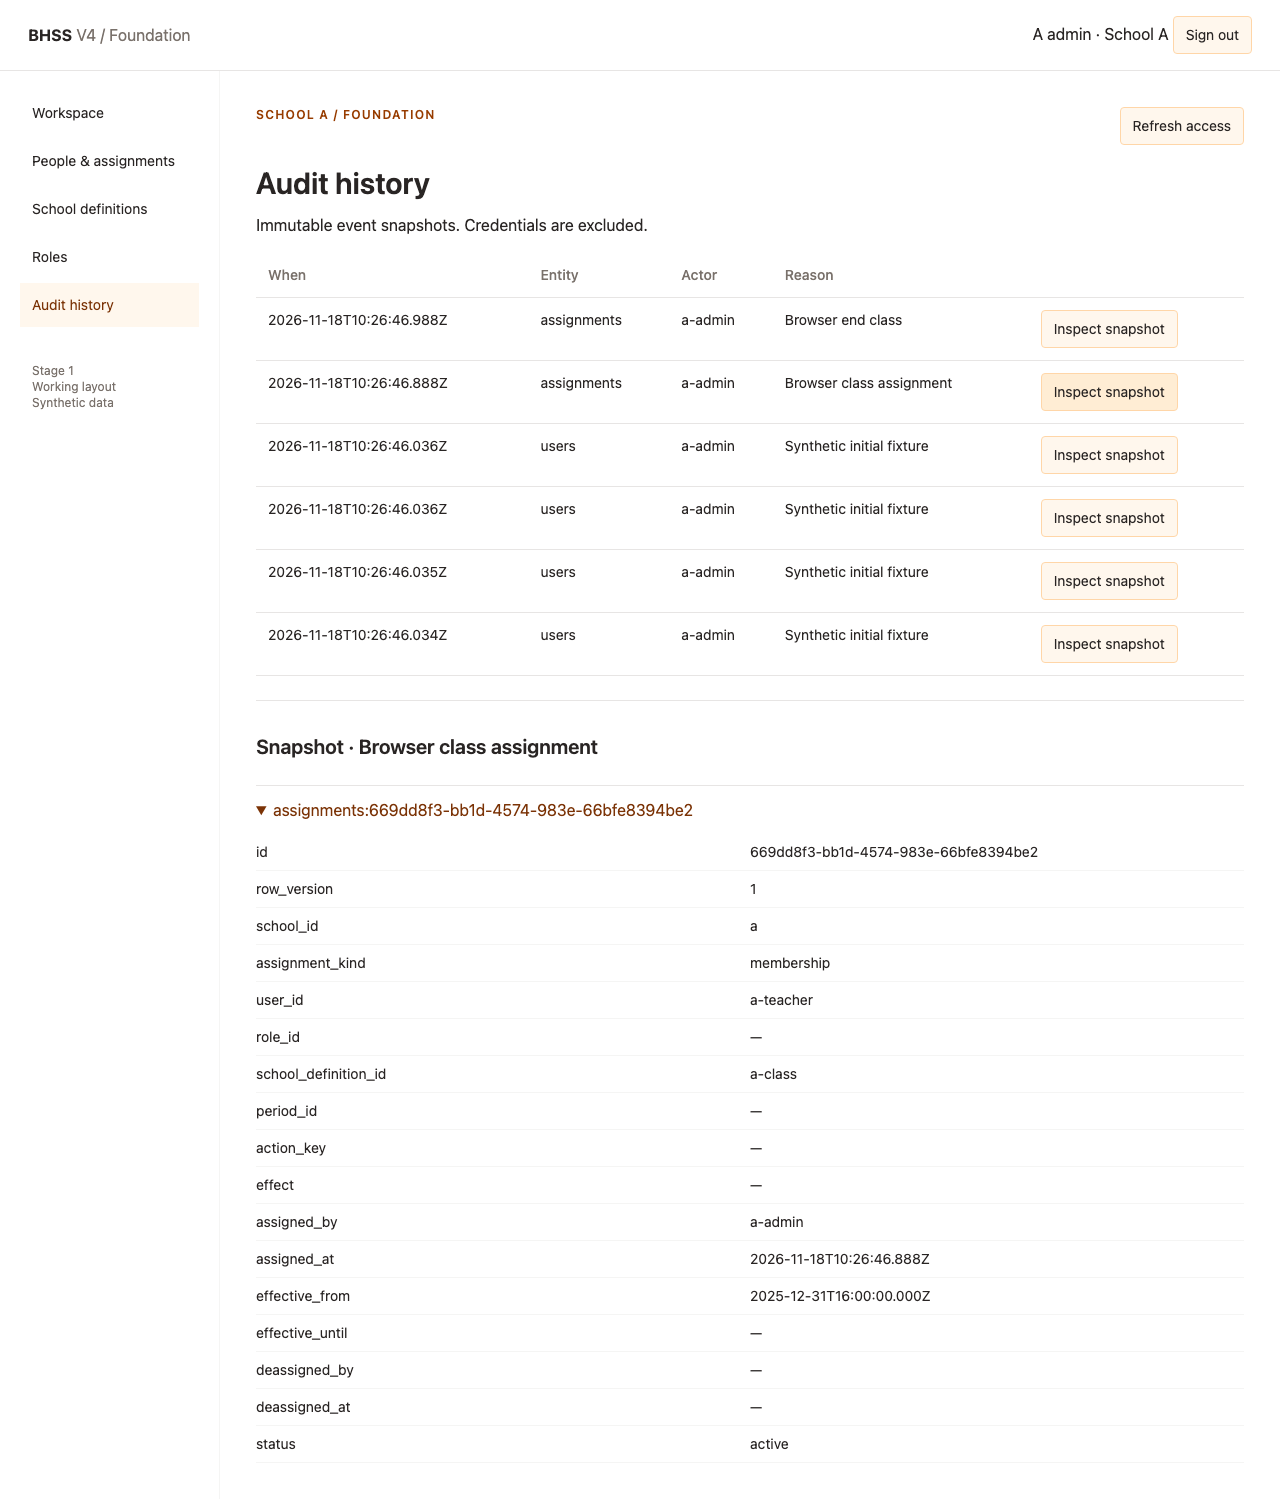 BHSS V4 / Foundation
A admin · School A
Sign out
Workspace
People & assignments
School definitions
Roles
Audit history
Stage 1
Working layout
Synthetic data
SCHOOL A / FOUNDATION
Refresh access
Audit history
Immutable event snapshots. Credentials are excluded.
When Entity Actor Reason
2026-11-18T10:26:46.988Z assignments a-admin Browser end class Inspect snapshot
2026-11-18T10:26:46.888Z assignments a-admin Browser class assignment Inspect snapshot
2026-11-18T10:26:46.036Z users a-admin Synthetic initial fixture Inspect snapshot
2026-11-18T10:26:46.036Z users a-admin Synthetic initial fixture Inspect snapshot
2026-11-18T10:26:46.035Z users a-admin Synthetic initial fixture Inspect snapshot
2026-11-18T10:26:46.034Z users a-admin Synthetic initial fixture Inspect snapshot
Snapshot · Browser class assignment
▼ assignments:669dd8f3-bb1d-4574-983e-66bfe8394be2
id 669dd8f3-bb1d-4574-983e-66bfe8394be2
row_version 1
school_id a
assignment_kind membership
user_id a-teacher
role_id —
school_definition_id a-class
period_id —
action_key —
effect —
assigned_by a-admin
assigned_at 2026-11-18T10:26:46.888Z
effective_from 2025-12-31T16:00:00.000Z
effective_until —
deassigned_by —
deassigned_at —
status active